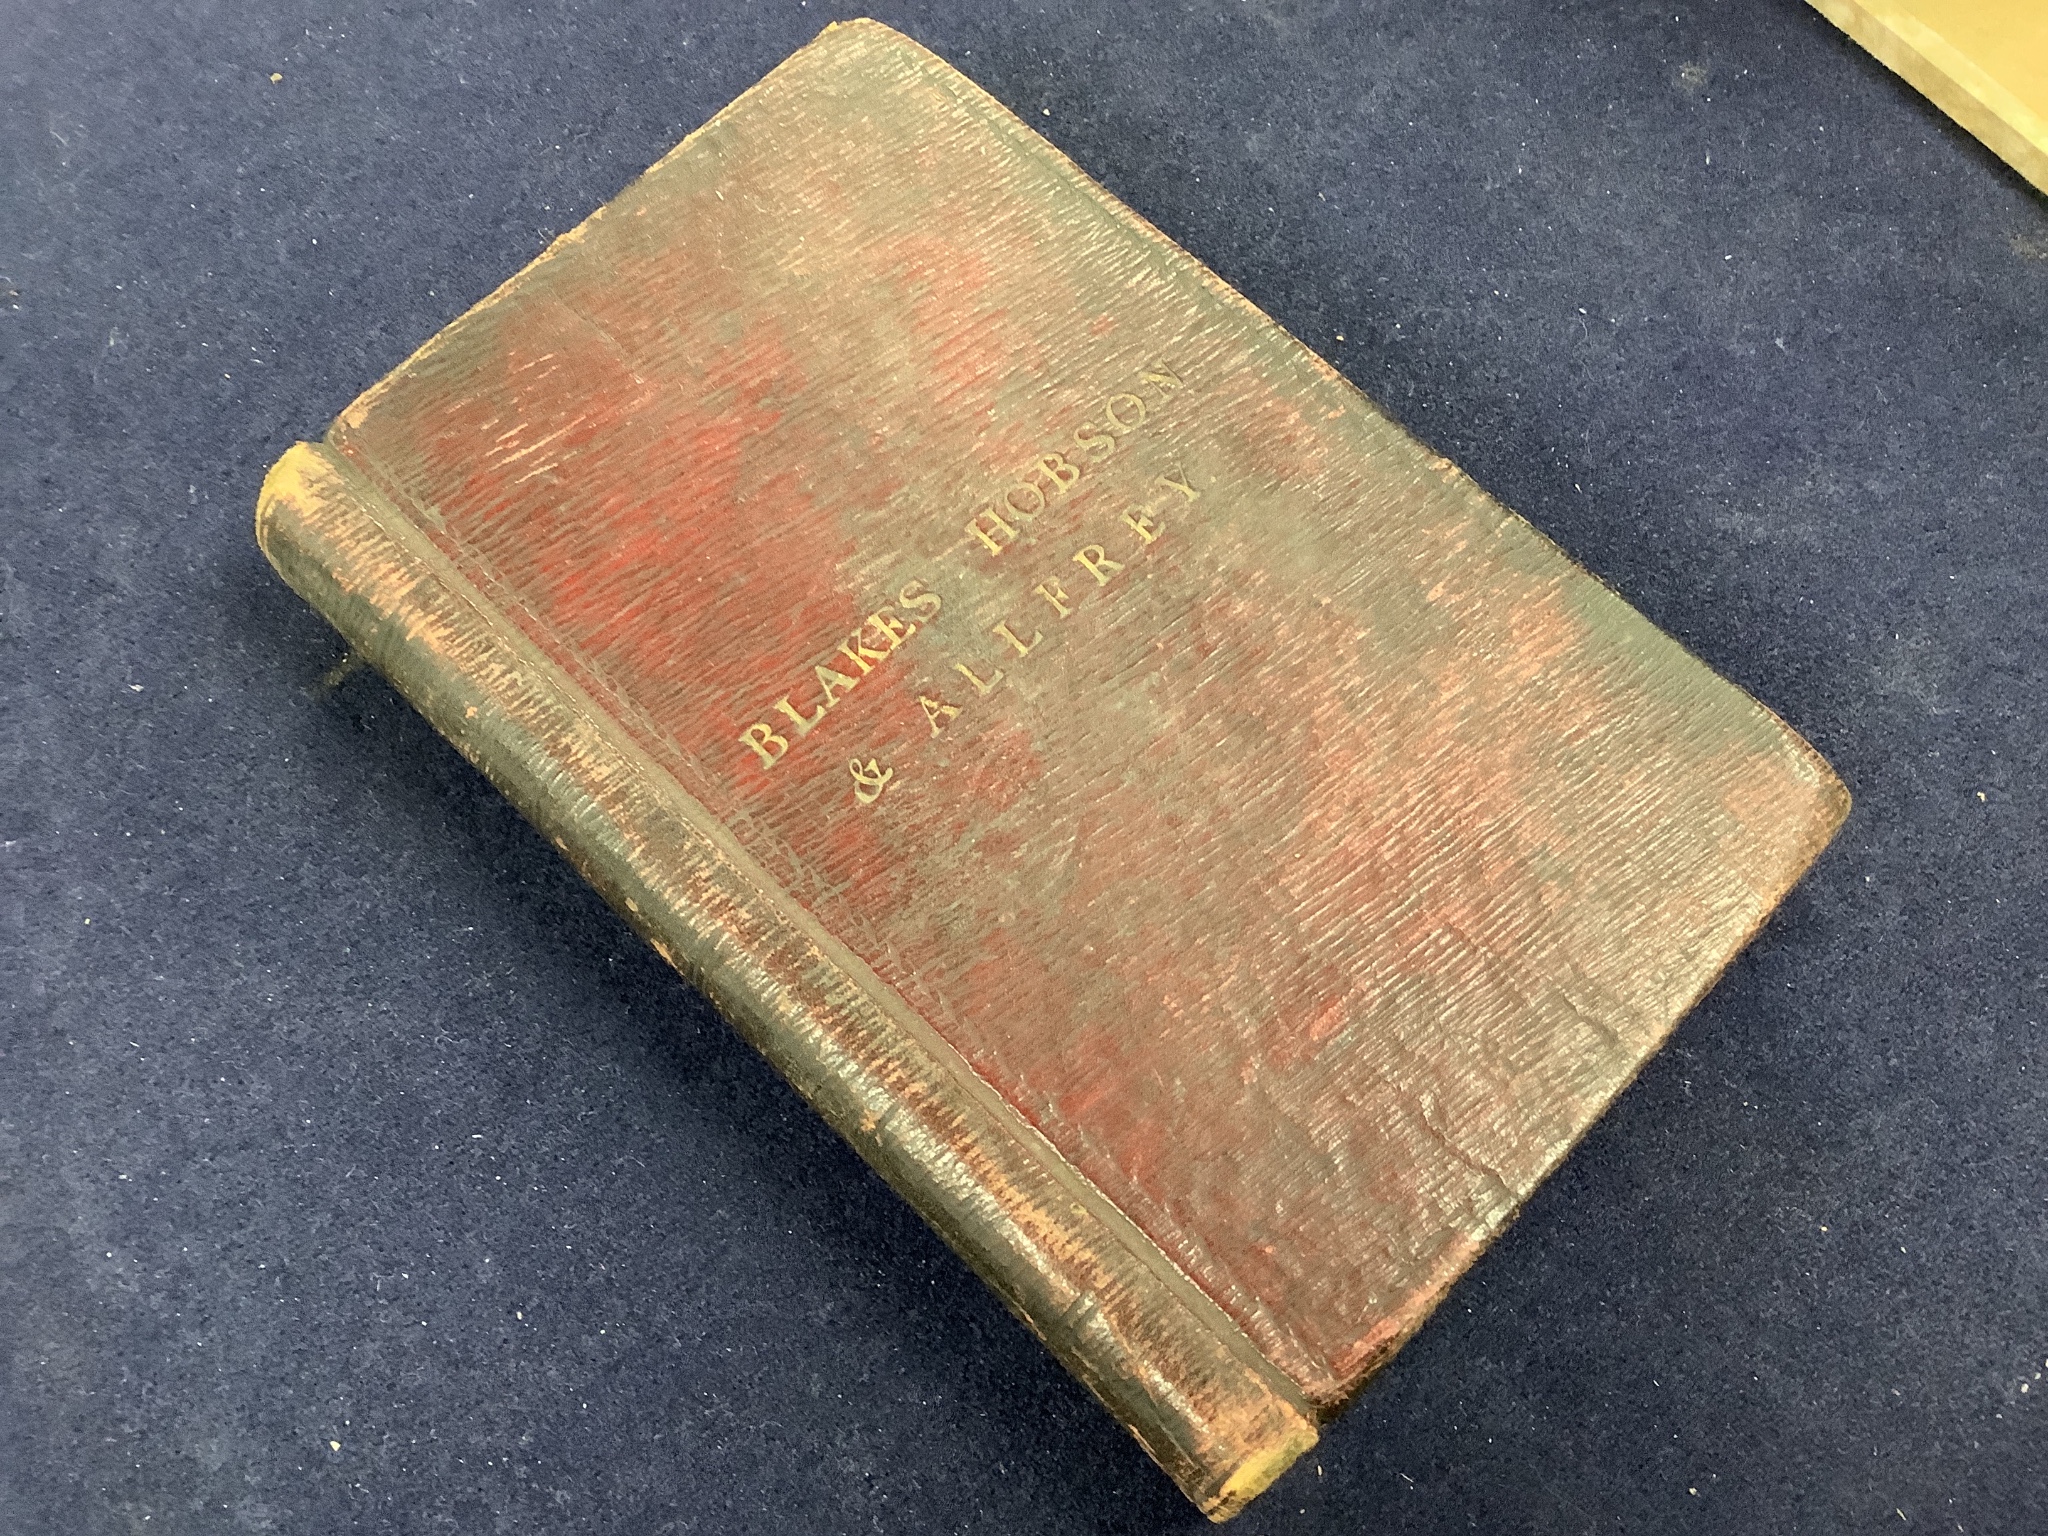 BLAKES HOBSON
& ALLFREY.